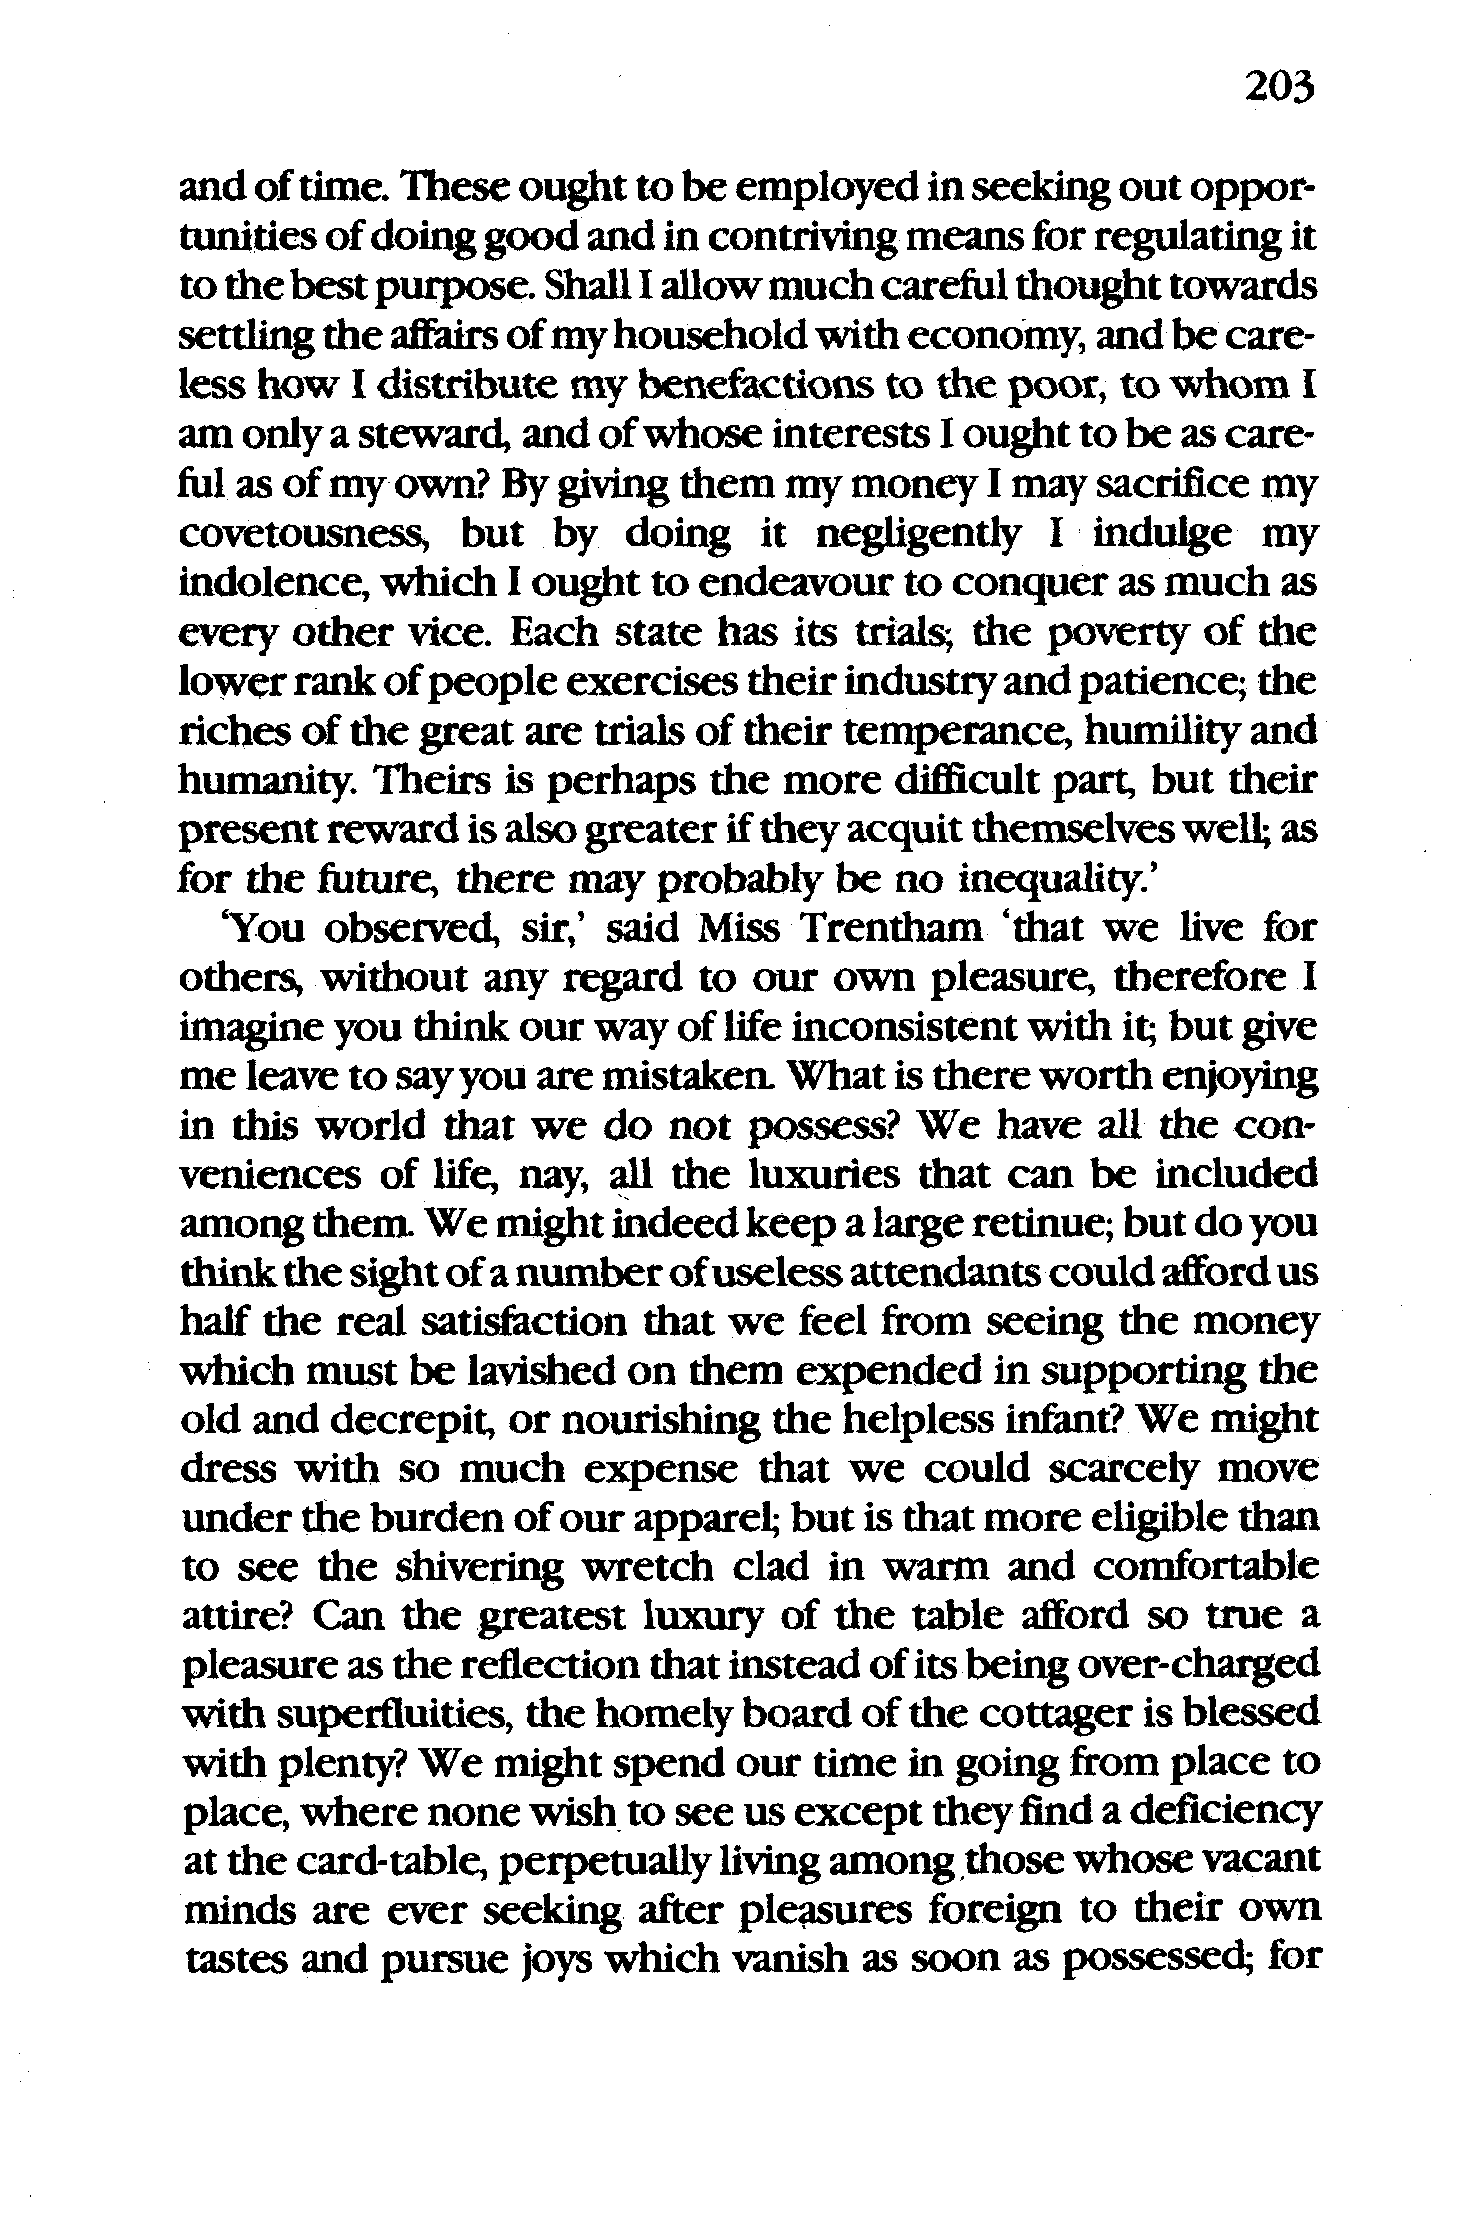 203
and of time. These ought to be employed in seeking out oppor-
tunities of doing good and in contriving means for regulating it
to the best purpose. Shall I allow much careful thought towards
settling the affairs of my household with economy, and be care-
less how I distribute my benefactions to the poor, to whom I
am only a steward, and of whose interests I ought to be as care-
ful as of my own? By giving them my money I may sacrifice my
covetousness, but by doing it negligently I indulge my
indolence, which I ought to endeavour to conquer as much as
every other vice. Each state has its trials; the poverty of the
lower rank of people exercises their industry and patience; the
riches of the great are trials of their temperance, humility and
humanity. Theirs is perhaps the more difficult part, but their
present reward is also greater if they acquit themselves well; as
for the future, there may probably be no inequality.’
‘You observed, sir,’ said Miss Trentham ‘that we live for
others, without any regard to our own pleasure, therefore I
imagine you think our way of life inconsistent with it; but give
me leave to say you are mistaken. What is there worth enjoying
in this world that we do not possess? We have all the con-
veniences of life, nay, all the luxuries that can be included
among them. We might indeed keep a large retinue; but do you
think the sight of a number of useless attendants could afford us
half the real satisfaction that we feel from seeing the money
which must be lavished on them expended in supporting the
old and decrepit, or nourishing the helpless infant? We might
dress with so much expense that we could scarcely move
under the burden of our apparel; but is that more eligible than
to see the shivering wretch clad in warm and comfortable
attire? Can the greatest luxury of the table afford so true a
pleasure as the reflection that instead of its being over-charged
with superfluities, the homely board of the cottager is blessed
with plenty? We might spend our time in going from place to
place, where none wish to see us except they find a deficiency
at the card-table, perpetually living among those whose vacant
minds are ever seeking after pleasures foreign to their own
tastes and pursue joys which vanish as soon as possessed; for